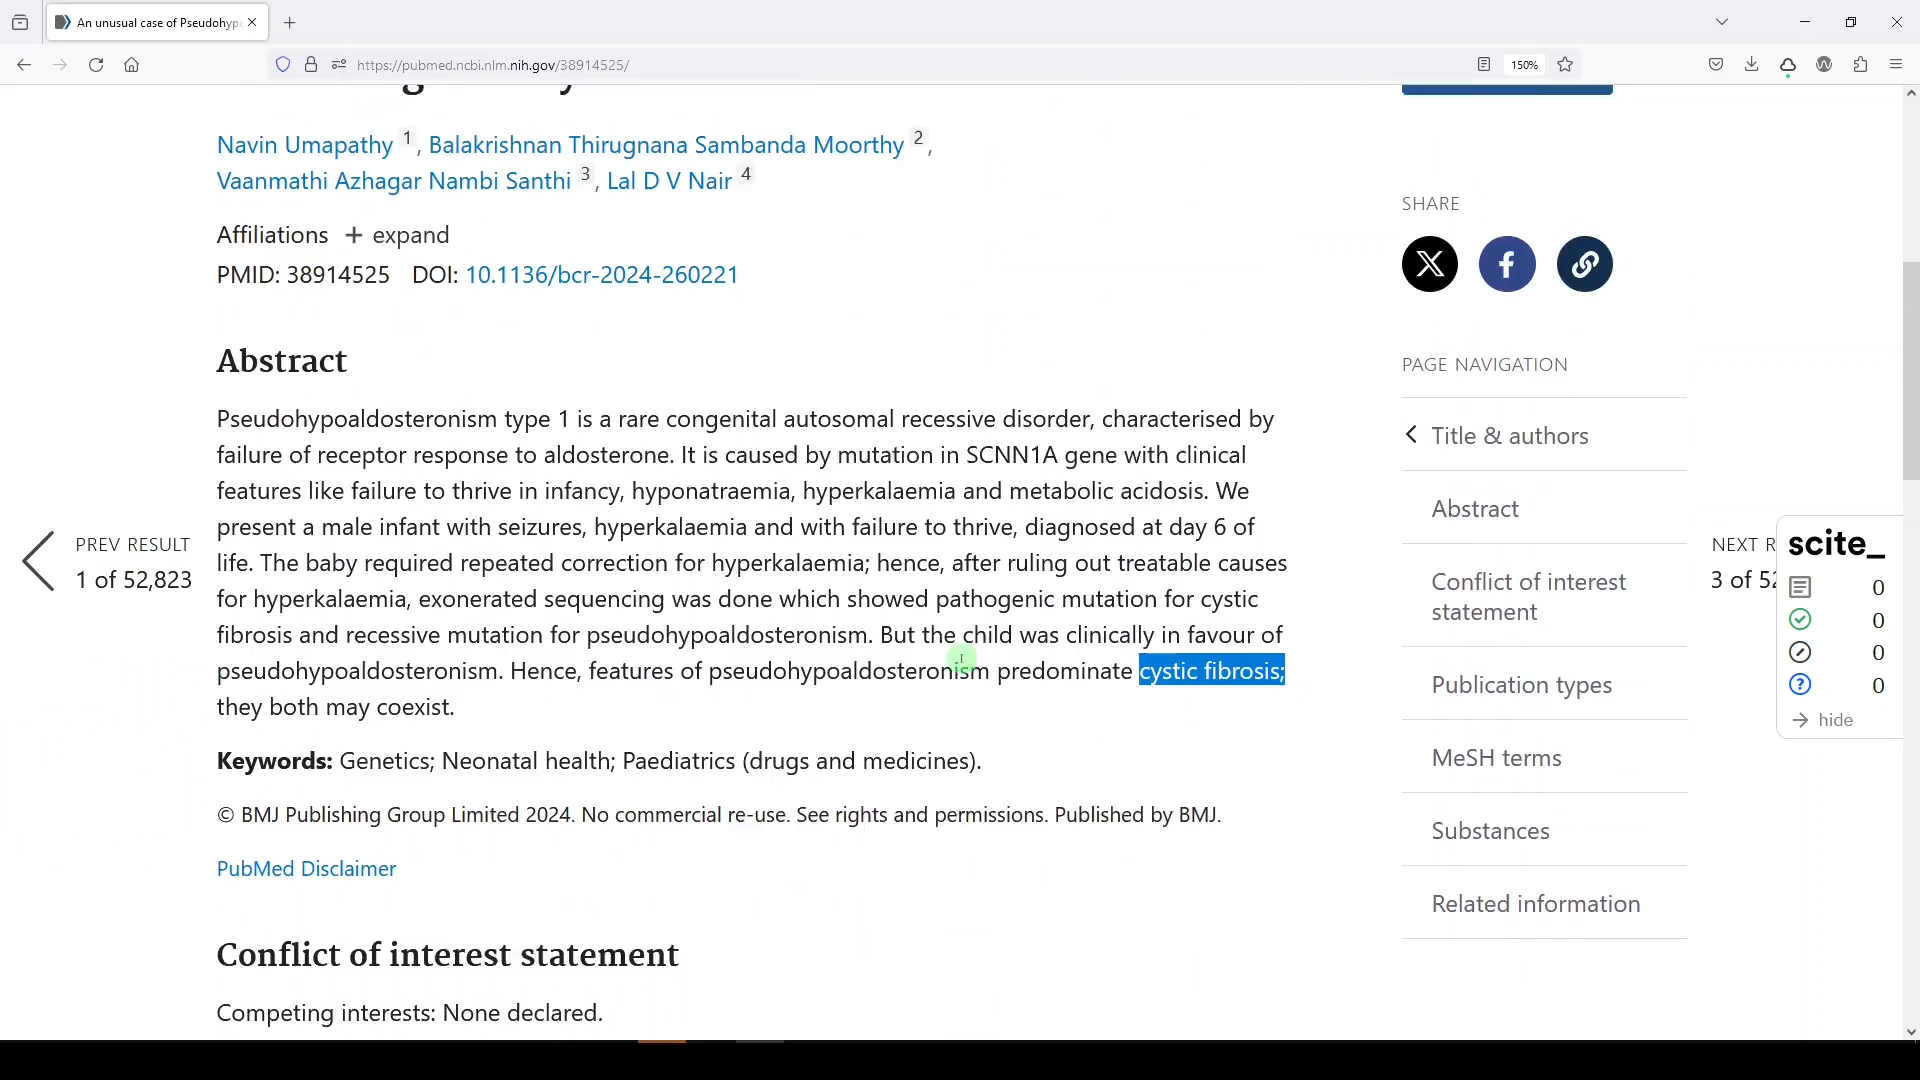 An unusual case of Pseudohypo
https://pubmed.ncbi.nlm.nih.gov/38914525/
150%
Navin Umapathy 1, Balakrishnan Thirugnana Sambanda Moorthy 2,
Vaanmathi Azhagar Nambi Santhi 3, Lal D V Nair 4
Affiliations + expand
PMID: 38914525 DOI: 10.1136/bcr-2024-260221
Abstract
Pseudohypoaldosteronism type 1 is a rare congenital autosomal recessive disorder, characterised by
failure of receptor response to aldosterone. It is caused by mutation in SCNN1A gene with clinical
features like failure to thrive in infancy, hyponatraemia, hyperkalaemia and metabolic acidosis. We
present a male infant with seizures, hyperkalaemia and with failure to thrive, diagnosed at day 6 of
life. The baby required repeated correction for hyperkalaemia; hence, after ruling out treatable causes
for hyperkalaemia, exonerated sequencing was done which showed pathogenic mutation for cystic
fibrosis and recessive mutation for pseudohypoaldosteronism. But the child was clinically in favour of
pseudohypoaldosteronism. Hence, features of pseudohypoaldosteronism predominate cystic fibrosis;
they both may coexist.
Keywords: Genetics; Neonatal health; Paediatrics (drugs and medicines).
© BMJ Publishing Group Limited 2024. No commercial re-use. See rights and permissions. Published by BMJ.
PubMed Disclaimer
Conflict of interest statement
Competing interests: None declared.
PREV RESULT
1 of 52,823
SHARE
X
f
PAGE NAVIGATION
Title & authors
Abstract
Conflict of interest
statement
Publication types
MeSH terms
Substances
Related information
NEXT R
3 of 52
scite_
0
0
0
? 0
hide